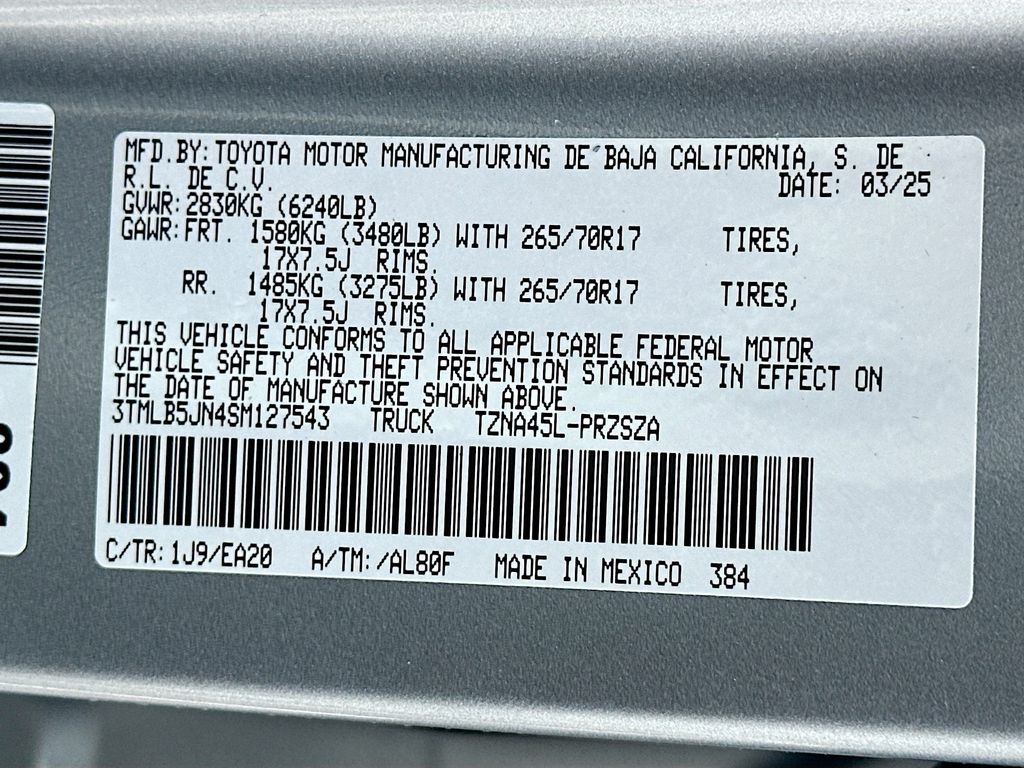 MFD.BY:TOYOTA MOTOR MANUFACTURING DE BAJA CALIFORNIA, S. DE
R.L. DE C.V. DATE: 03/25
GVWR:2830KG (6240LB)
GAWR:FRT. 1580KG (3480LB) WITH 265/70R17 TIRES,
17X7.5J RIMS.
RR. 1485KG (3275LB) WITH 265/70R17 TIRES,
17X7.5J RIMS.
THIS VEHICLE CONFORMS TO ALL APPLICABLE FEDERAL MOTOR
VEHICLE SAFETY AND THEFT PREVENTION STANDARDS IN EFFECT ON
THE DATE OF MANUFACTURE SHOWN ABOVE.
3TMLB5JN4SM127543 TRUCK TZNA45L-PRZSZA
C/TR:1J9/EA20 A/TM:/AL80F MADE IN MEXICO 384